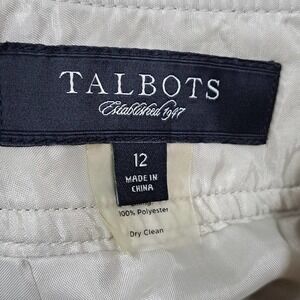 TALBOTS
Established 1947
12
MADE IN
CHINA
100% Polyester
Dry Clean